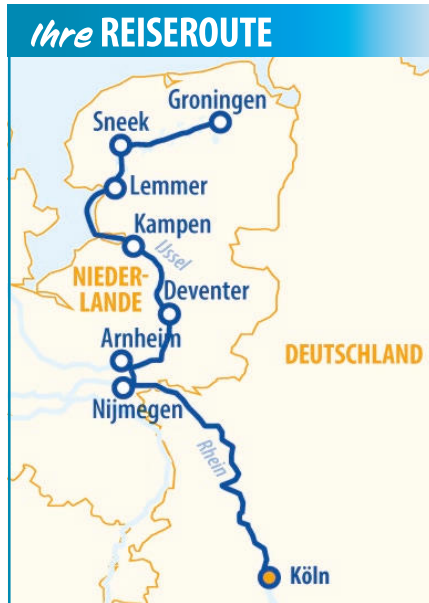 Ihre REISEROUTE
Groningen
Sneek
Lemmer
Kampen
IJssel
NIEDER-
LANDE
Deventer
Arnheim
DEUTSCHLAND
Nijmegen
Rhein
Köln